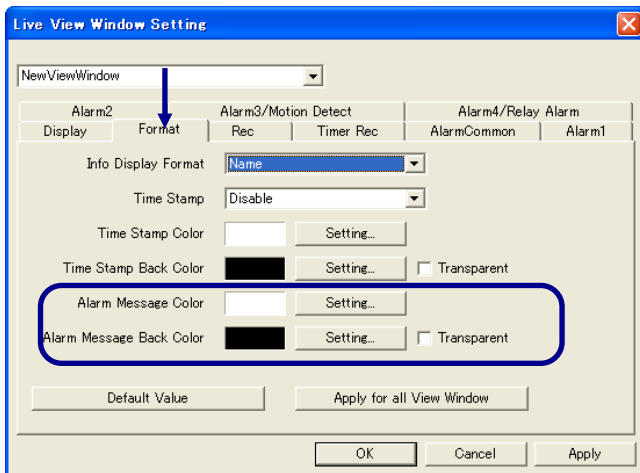 Live View Window Setting
NewViewWindow
Alarm2 Alarm3/Motion Detect Alarm4/Relay Alarm
Display Format Rec Timer Rec AlarmCommon Alarm1
Info Display Format Name
Time Stamp Disable
Time Stamp Color Setting...
Time Stamp Back Color Setting... Transparent
Alarm Message Color Setting...
Alarm Message Back Color Setting... Transparent
Default Value Apply for all View Window
OK Cancel Apply